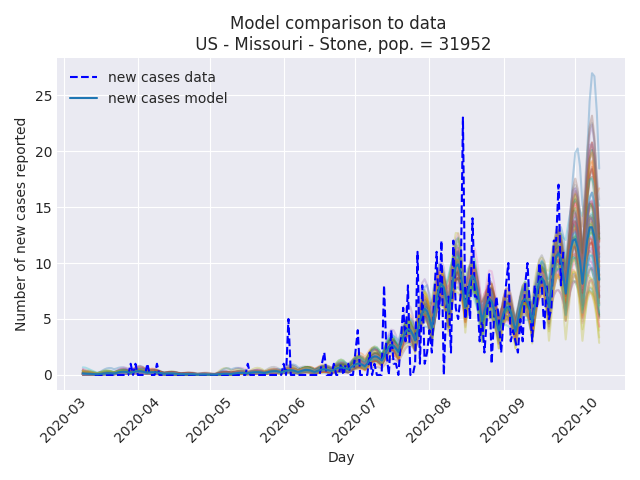 Model comparison to data
US - Missouri - Stone, pop. = 31952
new cases data
new cases model
Number of new cases reported
25
20
15
10
5
0
2020-03
2020-04
2020-05
2020-06
2020-07
2020-08
2020-09
2020-10
Day